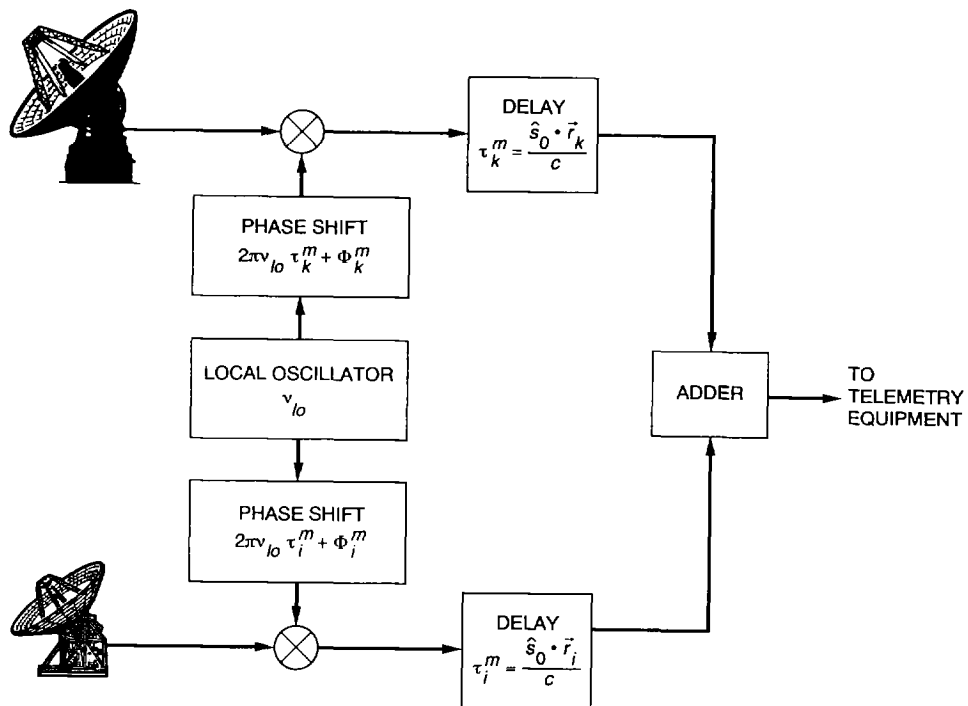 DELAY
τ_k^m = ŝ_0 · r⃗_k / c
PHASE SHIFT
2πν_lo τ_k^m + Φ_k^m
LOCAL OSCILLATOR
ν_lo
ADDER
TO
TELEMETRY
EQUIPMENT
PHASE SHIFT
2πν_lo τ_i^m + Φ_i^m
DELAY
τ_i^m = ŝ_0 · r⃗_i / c